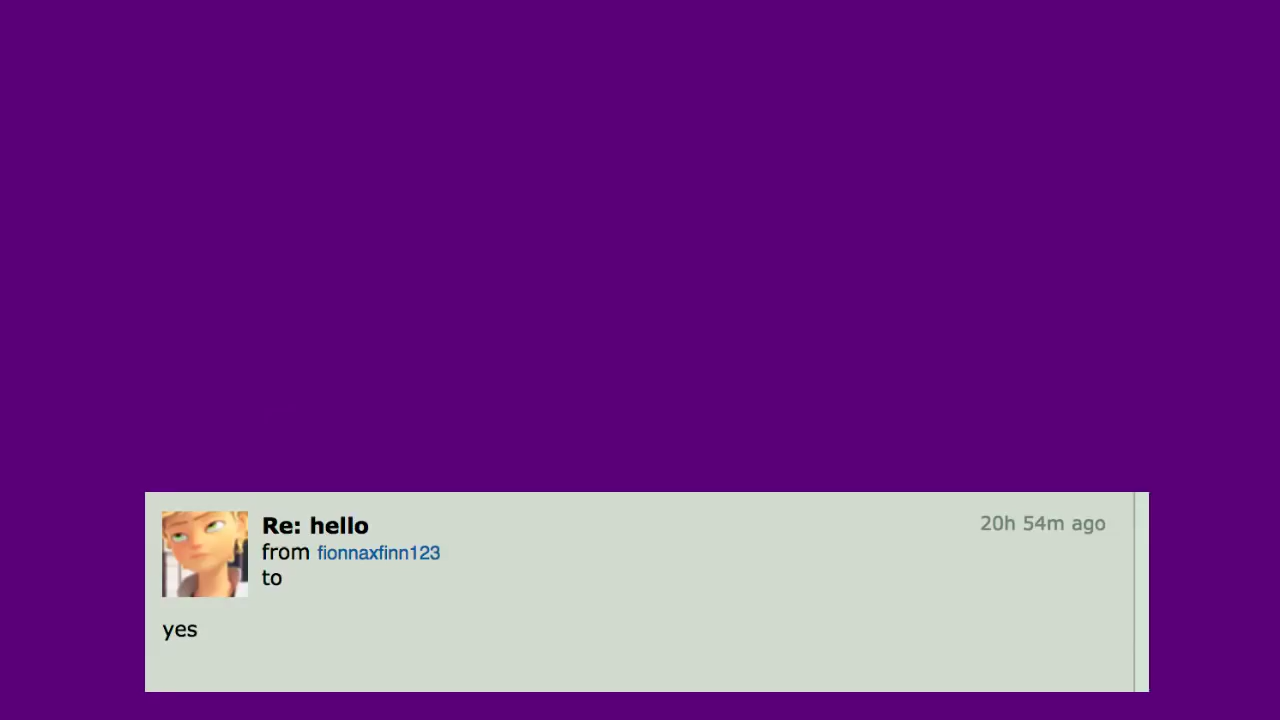 Re: hello
20h 54m ago
from fionnaxfinn123
to
yes